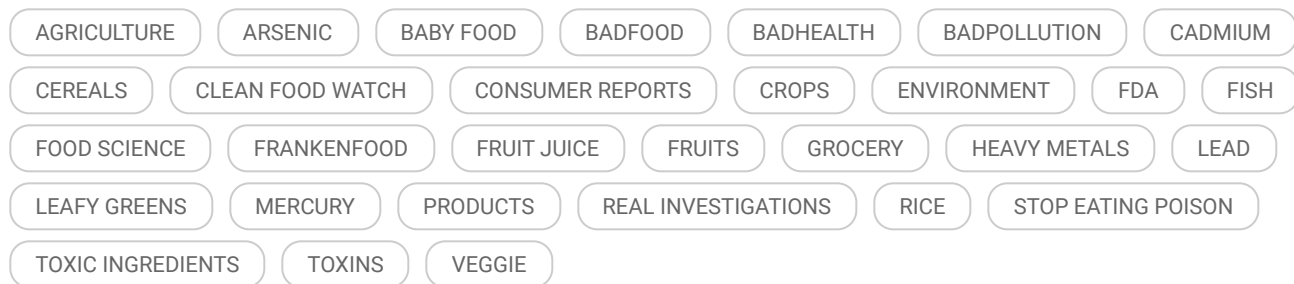 AGRICULTURE ARSENIC BABY FOOD BADFOOD BADHEALTH BADPOLLUTION CADMIUM
CEREALS CLEAN FOOD WATCH CONSUMER REPORTS CROPS ENVIRONMENT FDA FISH
FOOD SCIENCE FRANKENFOOD FRUIT JUICE FRUITS GROCERY HEAVY METALS LEAD
LEAFY GREENS MERCURY PRODUCTS REAL INVESTIGATIONS RICE STOP EATING POISON
TOXIC INGREDIENTS TOXINS VEGGIE